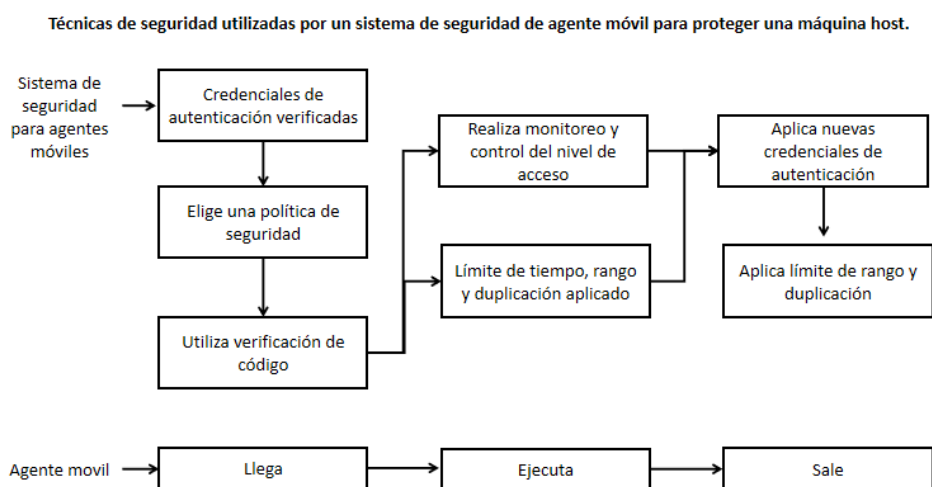 Técnicas de seguridad utilizadas por un sistema de seguridad de agente móvil para proteger una máquina host.
Sistema de
seguridad
para agentes
móviles
Credenciales de
autenticación verificadas
Elige una política de
seguridad
Utiliza verificación de
código
Realiza monitoreo y
control del nivel de
acceso
Límite de tiempo, rango
y duplicación aplicado
Aplica nuevas
credenciales de
autenticación
Aplica límite de rango y
duplicación
Agente movil
Llega
Ejecuta
Sale